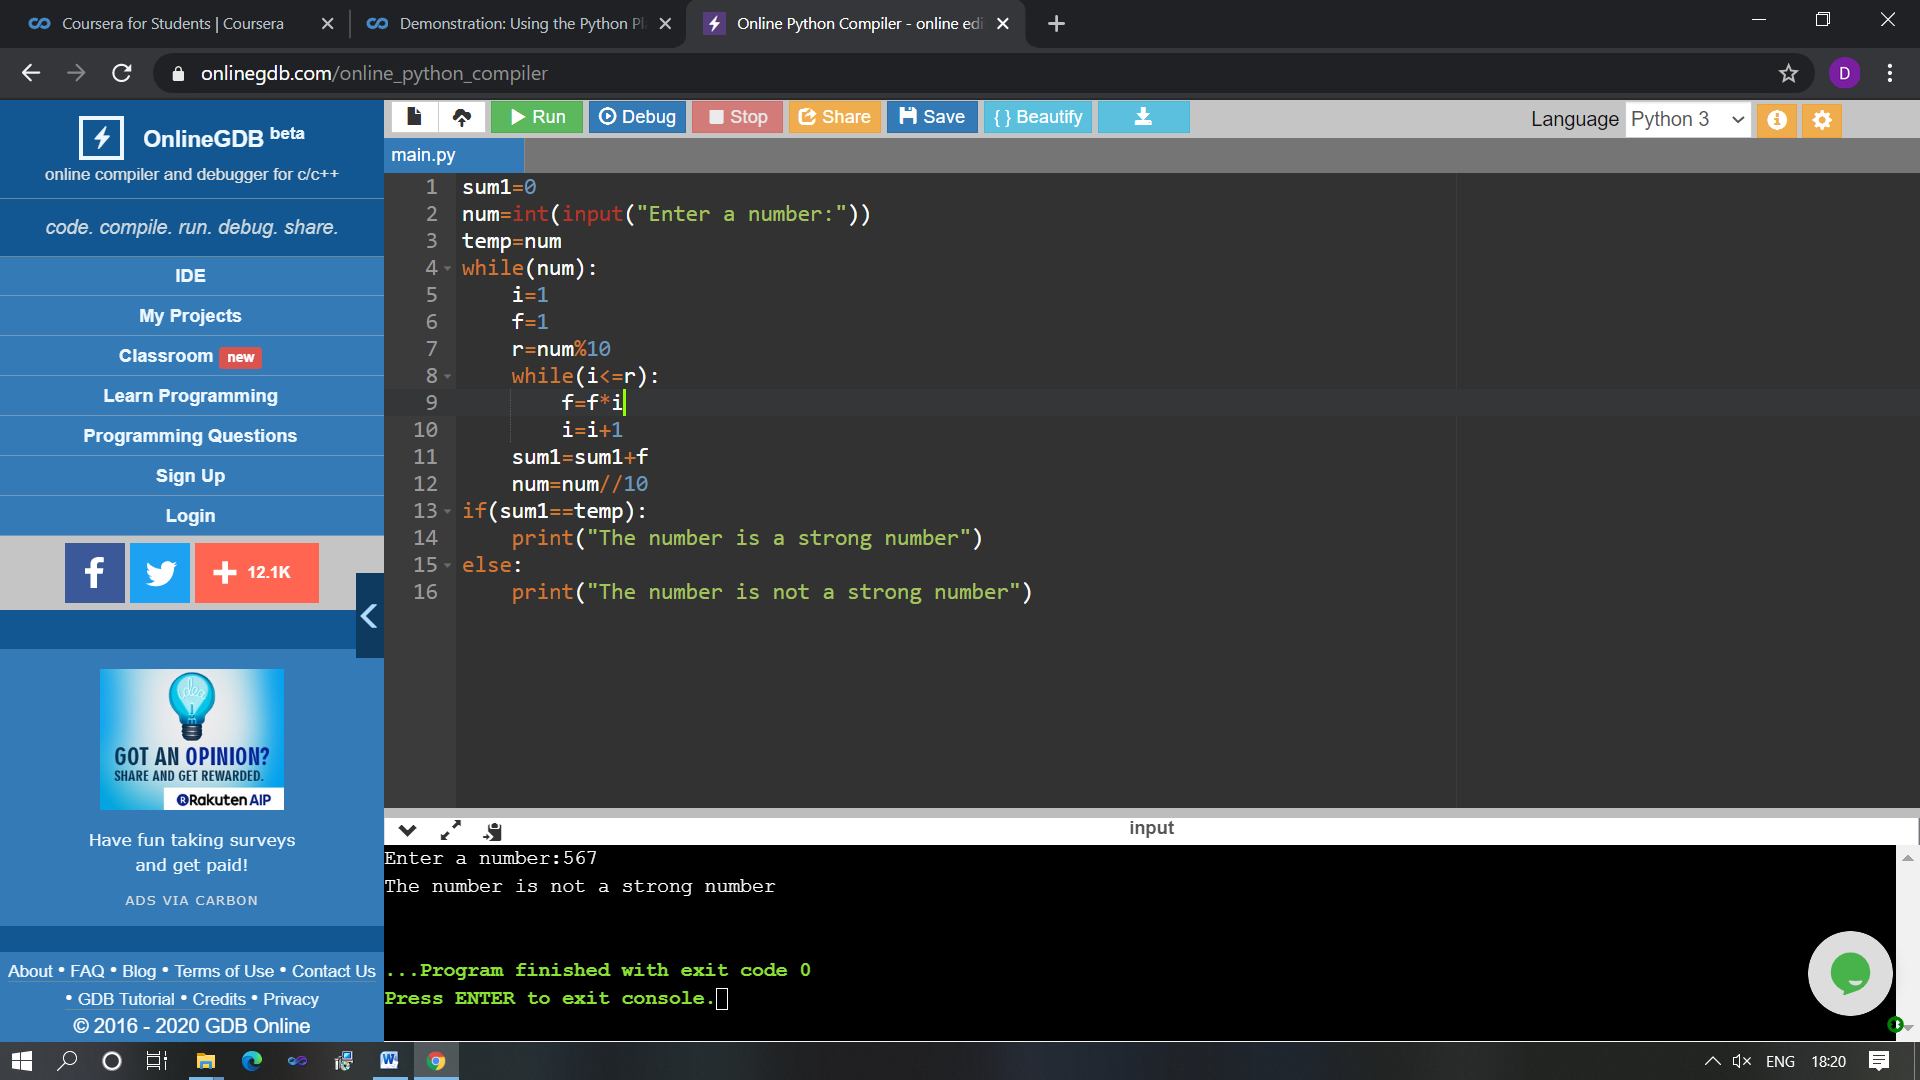 Coursera for Students | Coursera
Demonstration: Using the Python Pl
Online Python Compiler - online edi
onlinegdb.com/online_python_compiler
D
OnlineGDB beta
online compiler and debugger for c/c++
code. compile. run. debug. share.
IDE
My Projects
Classroom new
Learn Programming
Programming Questions
Sign Up
Login
12.1K
idea
GOT AN OPINION?
SHARE AND GET REWARDED.
Rakuten AIP
Have fun taking surveys
and get paid!
ADS VIA CARBON
About • FAQ • Blog • Terms of Use • Contact Us
• GDB Tutorial • Credits • Privacy
© 2016 - 2020 GDB Online
Run Debug Stop Share Save { } Beautify
Language Python 3
main.py
1 sum1=0
2 num=int(input("Enter a number:"))
3 temp=num
4 while(num):
5     i=1
6     f=1
7     r=num%10
8     while(i<=r):
9         f=f*i
10         i=i+1
11     sum1=sum1+f
12     num=num//10
13 if(sum1==temp):
14     print("The number is a strong number")
15 else:
16     print("The number is not a strong number")
input
Enter a number:567
The number is not a strong number
...Program finished with exit code 0
Press ENTER to exit console.
ENG 18:20